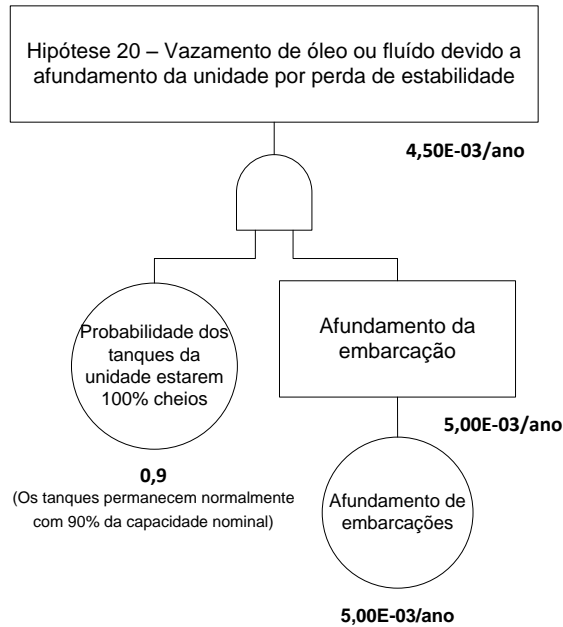 Hipótese 20 – Vazamento de óleo ou fluído devido a
afundamento da unidade por perda de estabilidade
4,50E-03/ano
Probabilidade dos
tanques da
unidade estarem
100% cheios
0,9
(Os tanques permanecem normalmente
com 90% da capacidade nominal)
Afundamento da
embarcação
5,00E-03/ano
Afundamento de
embarcações
5,00E-03/ano